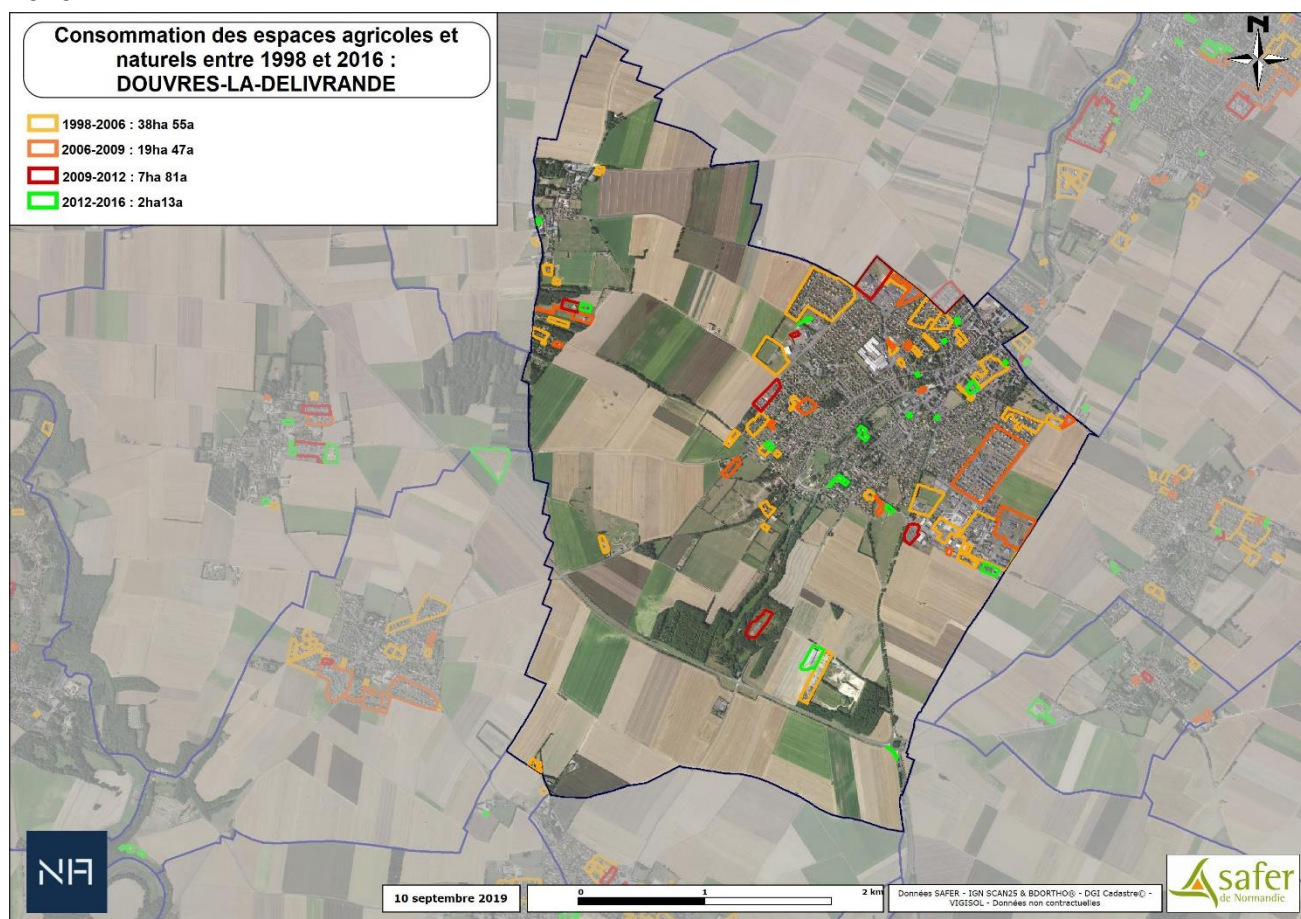 Consommation des espaces agricoles et
naturels entre 1998 et 2016 :
DOUVRES-LA-DELIVRANDE
1998-2006 : 38ha 55a
2006-2009 : 19ha 47a
2009-2012 : 7ha 81a
2012-2016 : 2ha13a
N
NA
10 septembre 2019
0 1 2 km
Données SAFER - IGN SCAN25 & BDORTHO® - DGI Cadastre© -
VIGISOL - Données non contractuelles
safer
de Normandie